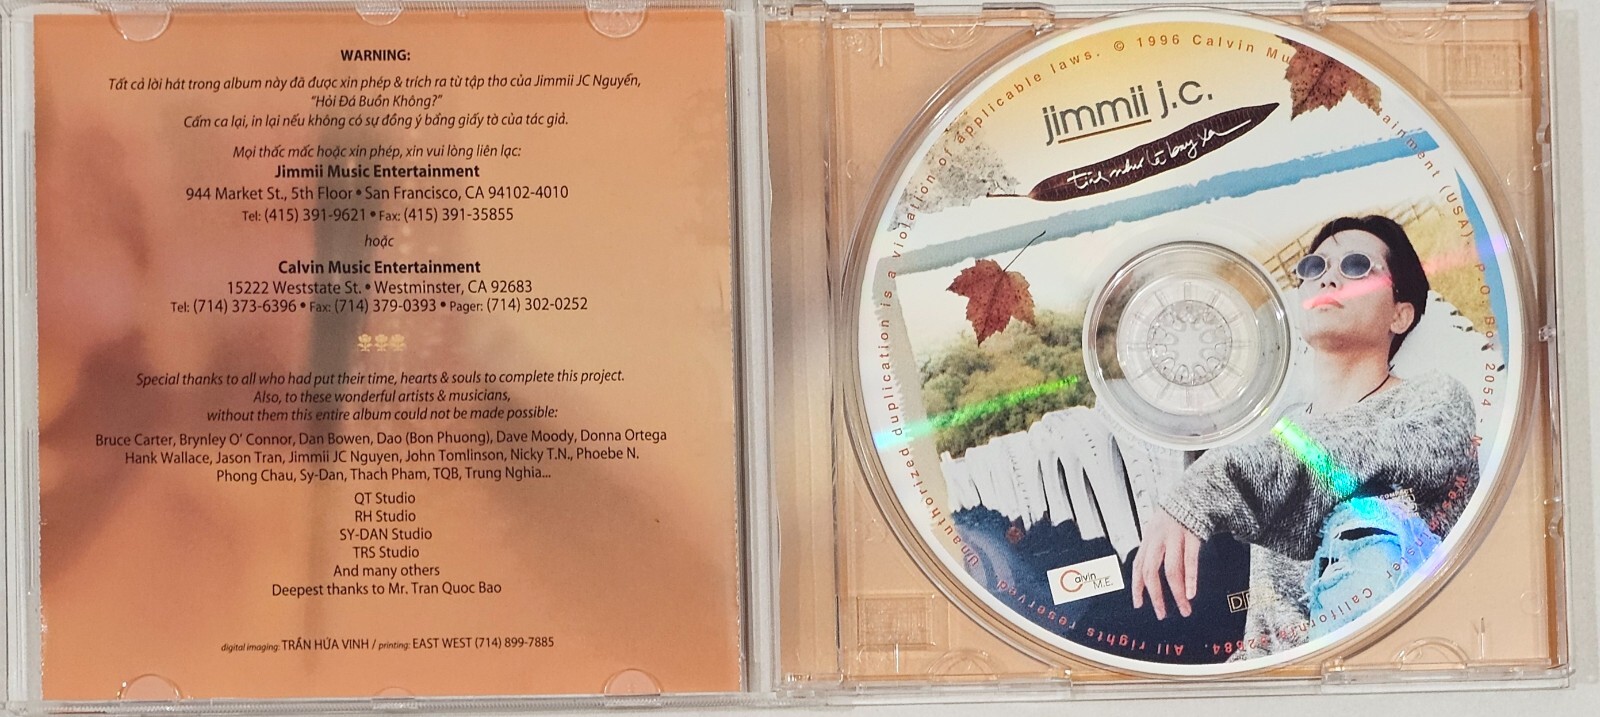 WARNING:
Tất cả lời hát trong album này đã được xin phép & trích ra từ tập thơ của Jimmii JC Nguyễn,
"Hỏi Đá Buồn Không?"
Cấm ca lại, in lại nếu không có sự đồng ý bằng giấy tờ của tác giả.
Mọi thắc mắc hoặc xin phép, xin vui lòng liên lạc:
Jimmii Music Entertainment
944 Market St., 5th Floor • San Francisco, CA 94102-4010
Tel: (415) 391-9621 • Fax: (415) 391-35855
hoặc
Calvin Music Entertainment
15222 Weststate St. • Westminster, CA 92683
Tel: (714) 373-6396 • Fax: (714) 379-0393 • Pager: (714) 302-0252
Special thanks to all who had put their time, hearts & souls to complete this project.
Also, to these wonderful artists & musicians,
without them this entire album could not be made possible:
Bruce Carter, Brynley O' Connor, Dan Bowen, Dao (Bon Phuong), Dave Moody, Donna Ortega
Hank Wallace, Jason Tran, Jimmii JC Nguyen, John Tomlinson, Nicky T.N., Phoebe N.
Phong Chau, Sy-Dan, Thach Pham, TQB, Trung Nghia...
QT Studio
RH Studio
SY-DAN Studio
TRS Studio
And many others
Deepest thanks to Mr. Tran Quoc Bao
digital imaging: TRẦN HỨA VINH / printing: EAST WEST (714) 899-7885
jimmii j.c.
tình như lá bay xa
Calvin M.E.
Unauthorized duplication is a violation of applicable laws. © 1996 Calvin Mu ainment (USA). P.O. Box 2054 - California 92684. All rights reserved